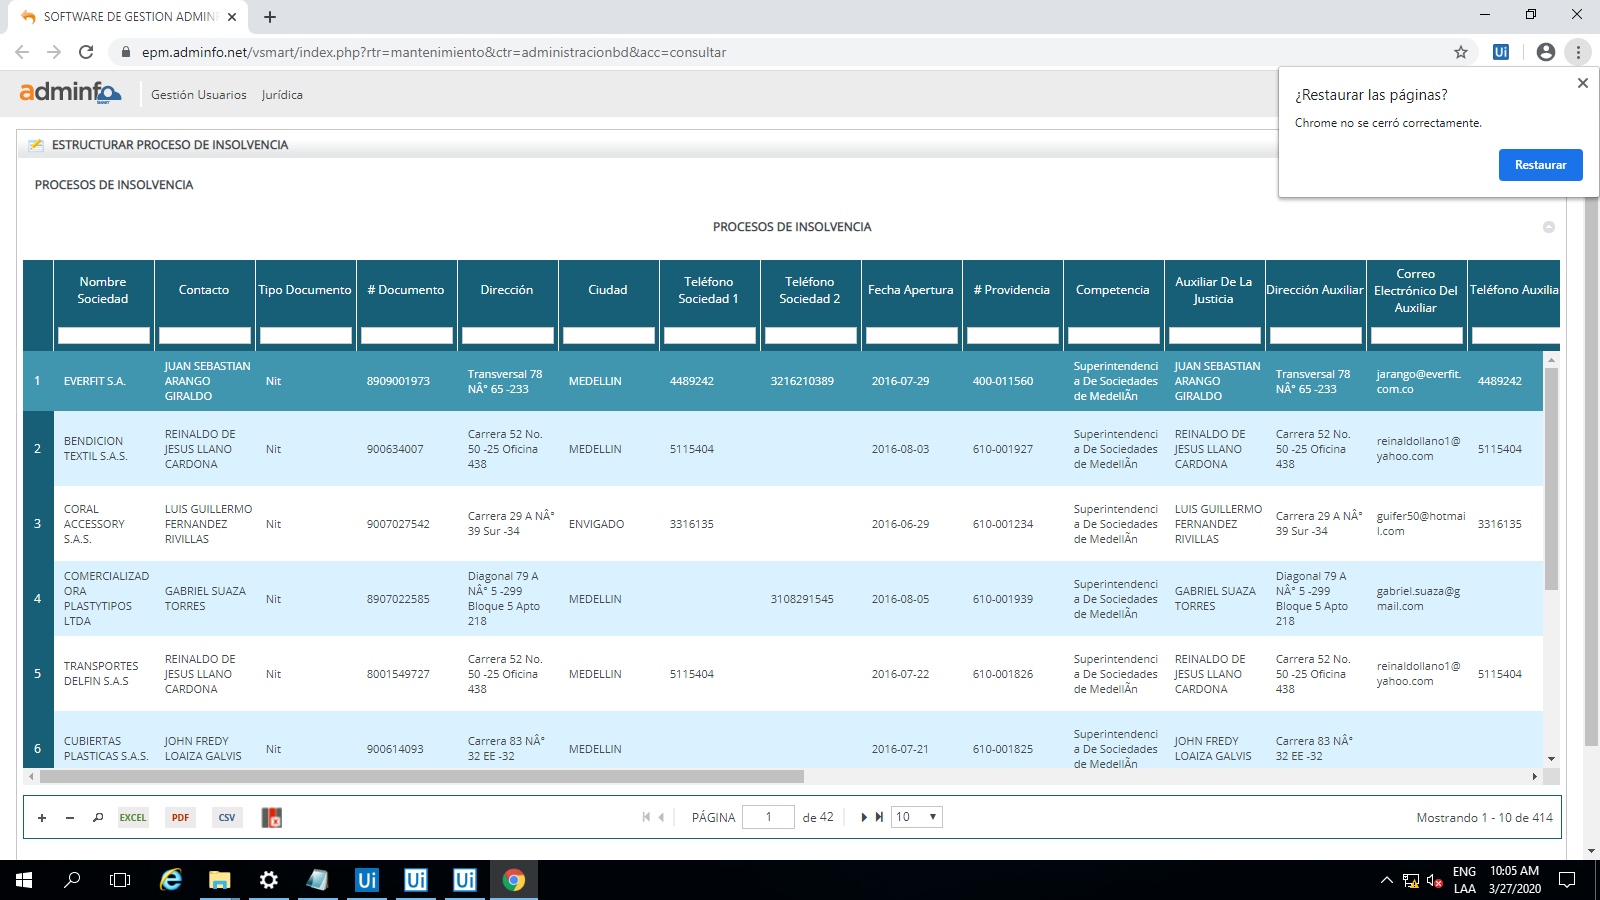 SOFTWARE DE GESTION ADMIN
epm.adminfo.net/vsmart/index.php?rtr=mantenimiento&ctr=administracionbd&acc=consultar
Ui
adminfo
Gestión Usuarios Jurídica
¿Restaurar las páginas?
Chrome no se cerró correctamente.
Restaurar
ESTRUCTURAR PROCESO DE INSOLVENCIA
PROCESOS DE INSOLVENCIA
PROCESOS DE INSOLVENCIA
Nombre Sociedad Contacto Tipo Documento # Documento Dirección Ciudad Teléfono Sociedad 1 Teléfono Sociedad 2 Fecha Apertura # Providencia Competencia Auxiliar De La Justicia Dirección Auxiliar Correo Electrónico Del Auxiliar Teléfono Auxilia
1 EVERFIT S.A. JUAN SEBASTIAN ARANGO GIRALDO Nit 8909001973 Transversal 78 NÂ° 65 -233 MEDELLIN 4489242 3216210389 2016-07-29 400-011560 Superintendenci a De Sociedades de MedellÃn JUAN SEBASTIAN ARANGO GIRALDO Transversal 78 NÂ° 65 -233 jarango@everfit. com.co 4489242
2 BENDICION TEXTIL S.A.S. REINALDO DE JESUS LLANO CARDONA Nit 900634007 Carrera 52 No. 50 -25 Oficina 438 MEDELLIN 5115404 2016-08-03 610-001927 Superintendenci a De Sociedades de MedellÃn REINALDO DE JESUS LLANO CARDONA Carrera 52 No. 50 -25 Oficina 438 reinaldollano1@ yahoo.com 5115404
3 CORAL ACCESSORY S.A.S. LUIS GUILLERMO FERNANDEZ RIVILLAS Nit 9007027542 Carrera 29 A NÂ° 39 Sur -34 ENVIGADO 3316135 2016-06-29 610-001234 Superintendenci a De Sociedades de MedellÃn LUIS GUILLERMO FERNANDEZ RIVILLAS Carrera 29 A NÂ° 39 Sur -34 guifer50@hotmai l.com 3316135
4 COMERCIALIZAD ORA PLASTYTIPOS LTDA GABRIEL SUAZA TORRES Nit 8907022585 Diagonal 79 A NÂ° 5 -299 Bloque 5 Apto 218 MEDELLIN 3108291545 2016-08-05 610-001939 Superintendenci a De Sociedades de MedellÃn GABRIEL SUAZA TORRES Diagonal 79 A NÂ° 5 -299 Bloque 5 Apto 218 gabriel.suaza@g mail.com
5 TRANSPORTES DELFIN S.A.S REINALDO DE JESUS LLANO CARDONA Nit 8001549727 Carrera 52 No. 50 -25 Oficina 438 MEDELLIN 5115404 2016-07-22 610-001826 Superintendenci a De Sociedades de MedellÃn REINALDO DE JESUS LLANO CARDONA Carrera 52 No. 50 -25 Oficina 438 reinaldollano1@ yahoo.com 5115404
6 CUBIERTAS PLASTICAS S.A.S. JOHN FREDY LOAIZA GALVIS Nit 900614093 Carrera 83 NÂ° 32 EE -32 MEDELLIN 2016-07-21 610-001825 Superintendenci a De Sociedades de MedellÃn JOHN FREDY LOAIZA GALVIS Carrera 83 NÂ° 32 EE -32
EXCEL PDF CSV PÁGINA 1 de 42 10 Mostrando 1 - 10 de 414
Ui Ui Ui
ENG 10:05 AM
LAA 3/27/2020